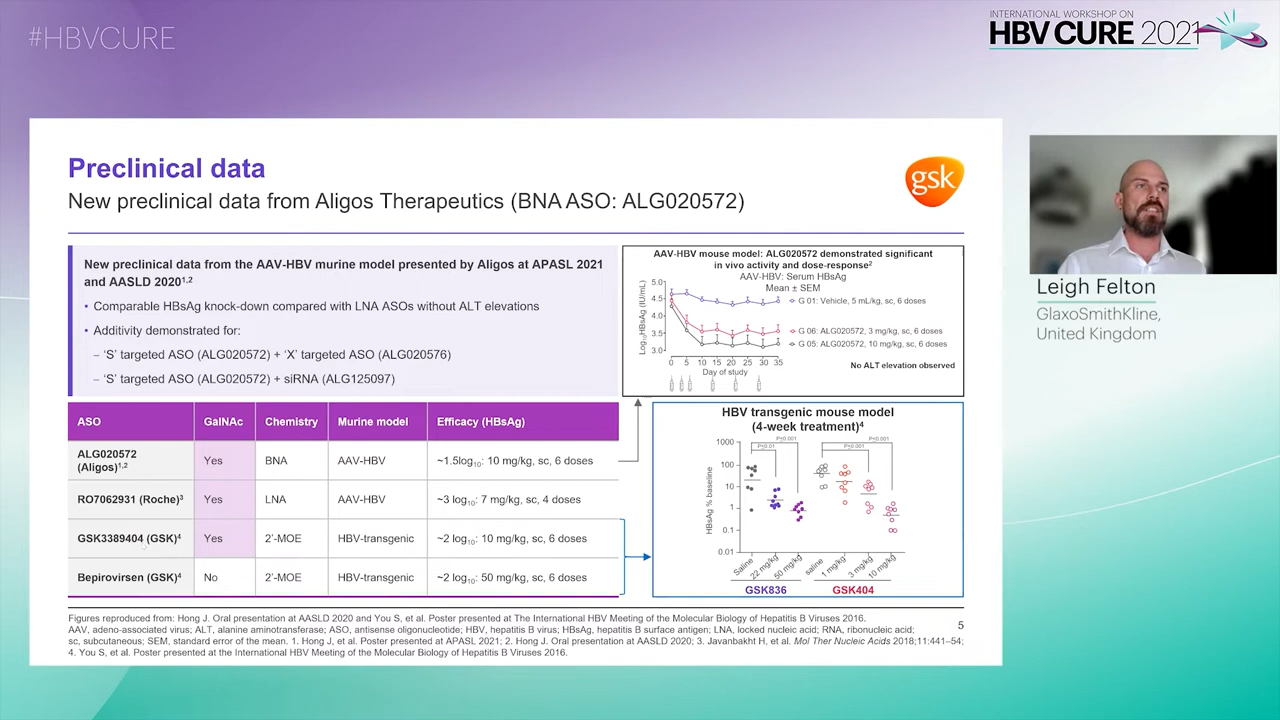 #HBVCURE
INTERNATIONAL WORKSHOP ON
HBV CURE 2021
Preclinical data
New preclinical data from Aligos Therapeutics (BNA ASO: ALG020572)
gsk
New preclinical data from the AAV-HBV murine model presented by Aligos at APASL 2021
and AASLD 2020¹,²
• Comparable HBsAg knock-down compared with LNA ASOs without ALT elevations
• Additivity demonstrated for:
– ‘S’ targeted ASO (ALG020572) + ‘X’ targeted ASO (ALG020576)
– ‘S’ targeted ASO (ALG020572) + siRNA (ALG125097)
AAV-HBV mouse model: ALG020572 demonstrated significant
in vivo activity and dose-response²
AAV-HBV: Serum HBsAg
Mean ± SEM
Log₁₀HBsAg (IU/mL)
5.0
4.5
4.0
3.5
3.0
0 5 10 15 20 25 30 35
Day of study
G 01: Vehicle, 5 mL/kg, sc, 6 doses
G 06: ALG020572, 3 mg/kg, sc, 6 doses
G 05: ALG020572, 10 mg/kg, sc, 6 doses
No ALT elevation observed
ASO GalNAc Chemistry Murine model Efficacy (HBsAg)
ALG020572
(Aligos)¹,² Yes BNA AAV-HBV ~1.5log₁₀: 10 mg/kg, sc, 6 doses
RO7062931 (Roche)³ Yes LNA AAV-HBV ~3 log₁₀: 7 mg/kg, sc, 4 doses
GSK3389404 (GSK)⁴ Yes 2’-MOE HBV-transgenic ~2 log₁₀: 10 mg/kg, sc, 6 doses
Bepirovirsen (GSK)⁴ No 2’-MOE HBV-transgenic ~2 log₁₀: 50 mg/kg, sc, 6 doses
HBV transgenic mouse model
(4-week treatment)⁴
HBsAg % baseline
1000
100
10
1
0.1
0.01
P≤0.001
P≤0.01
P≤0.001
P≤0.001
Saline 22 mg/kg 50 mg/kg saline 1 mg/kg 3 mg/kg 10 mg/kg
GSK836 GSK404
Figures reproduced from: Hong J. Oral presentation at AASLD 2020 and You S, et al. Poster presented at The International HBV Meeting of the Molecular Biology of Hepatitis B Viruses 2016.
AAV, adeno-associated virus; ALT, alanine aminotransferase; ASO, antisense oligonucleotide; HBV, hepatitis B virus; HBsAg, hepatitis B surface antigen; LNA, locked nucleic acid; RNA, ribonucleic acid;
sc, subcutaneous; SEM, standard error of the mean. 1. Hong J, et al. Poster presented at APASL 2021; 2. Hong J. Oral presentation at AASLD 2020; 3. Javanbakht H, et al. Mol Ther Nucleic Acids 2018;11:441–54;
4. You S, et al. Poster presented at the International HBV Meeting of the Molecular Biology of Hepatitis B Viruses 2016.
5
Leigh Felton
GlaxoSmithKline,
United Kingdom